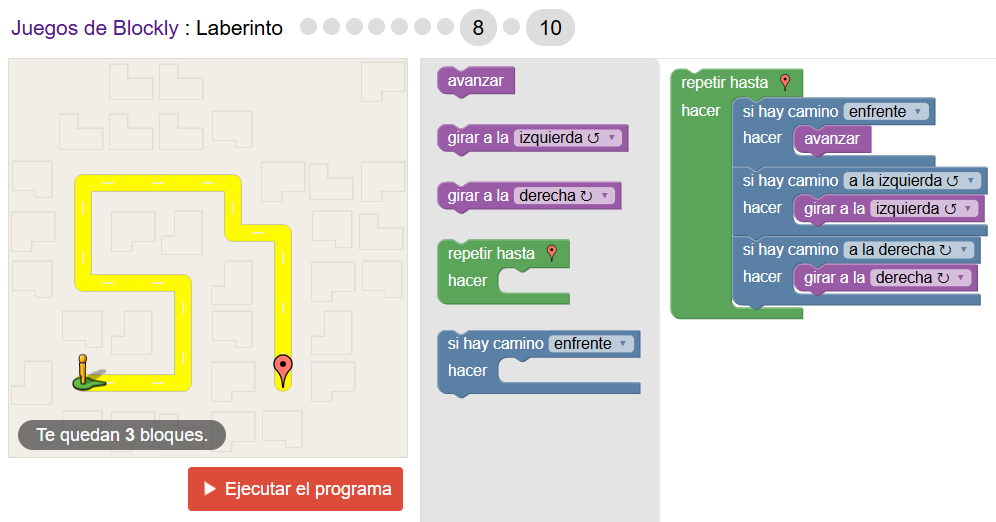 Juegos de Blockly : Laberinto 8 10
avanzar
girar a la izquierda ↺ ▾
girar a la derecha ↻ ▾
repetir hasta
hacer
si hay camino enfrente ▾
hacer
repetir hasta
hacer
si hay camino enfrente ▾
hacer avanzar
si hay camino a la izquierda ↺ ▾
hacer girar a la izquierda ↺ ▾
si hay camino a la derecha ↻ ▾
hacer girar a la derecha ↻ ▾
Te quedan 3 bloques.
Ejecutar el programa